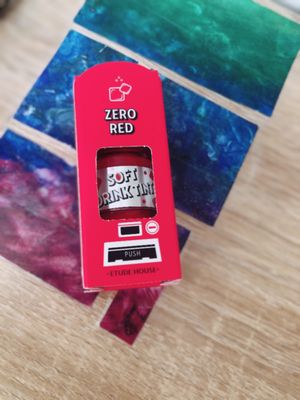 ZERO
RED
SOFT
DRINK TINT
PUSH
ETUDE HOUSE